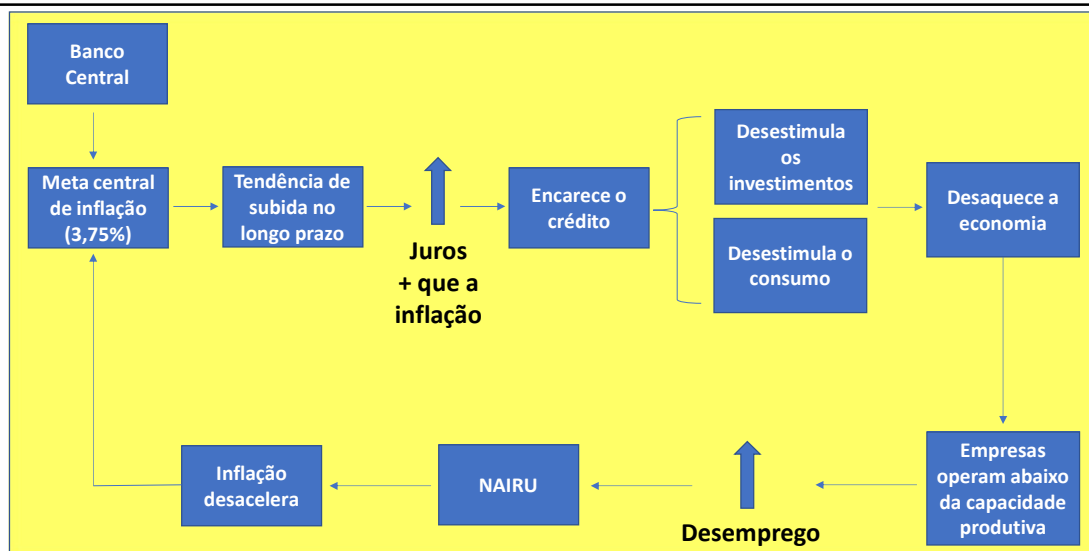 Banco
Central
Meta central
de inflação
(3,75%)
Tendência de
subida no
longo prazo
Juros
+ que a
inflação
Encarece o
crédito
Desestimula
os
investimentos
Desestimula o
consumo
Desaquece a
economia
Empresas
operam abaixo
da capacidade
produtiva
Desemprego
NAIRU
Inflação
desacelera